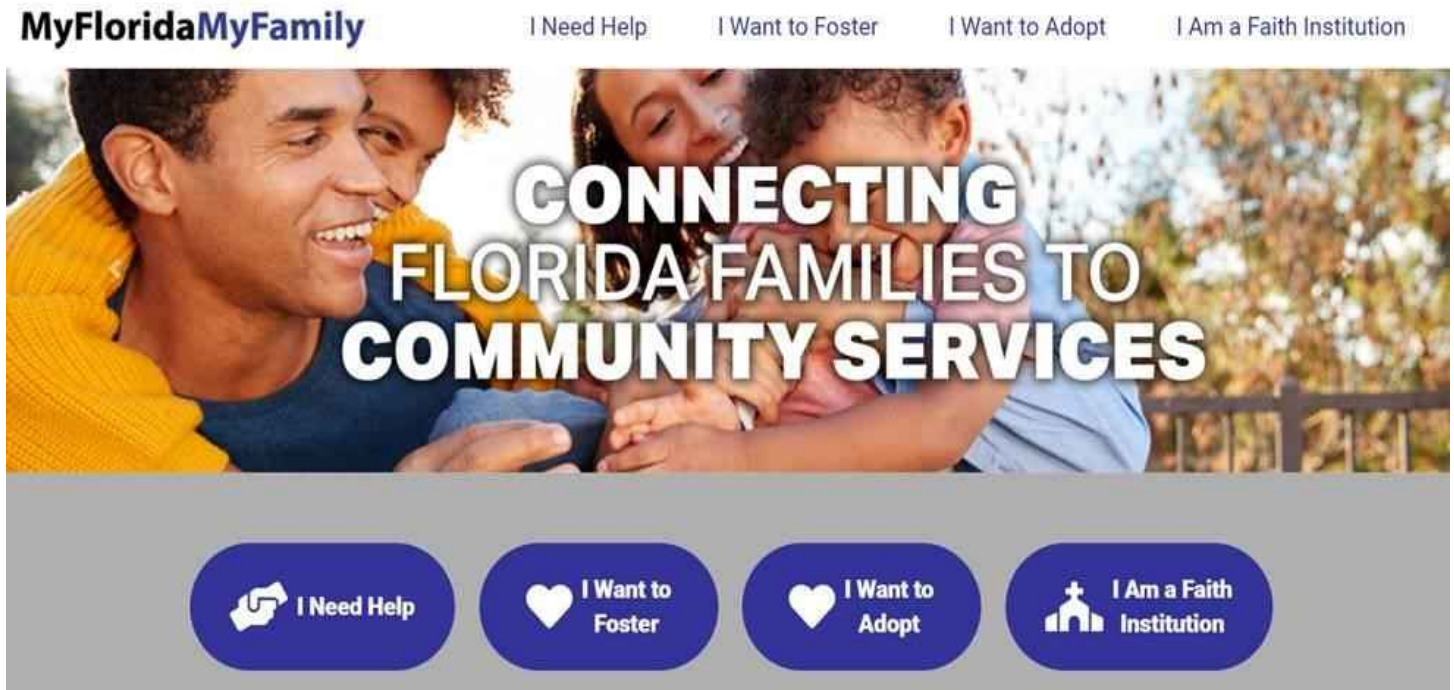 MyFloridaMyFamily
I Need Help
I Want to Foster
I Want to Adopt
I Am a Faith Institution
CONNECTING
FLORIDA FAMILIES TO
COMMUNITY SERVICES
I Need Help
I Want to
Foster
I Want to
Adopt
I Am a Faith
Institution